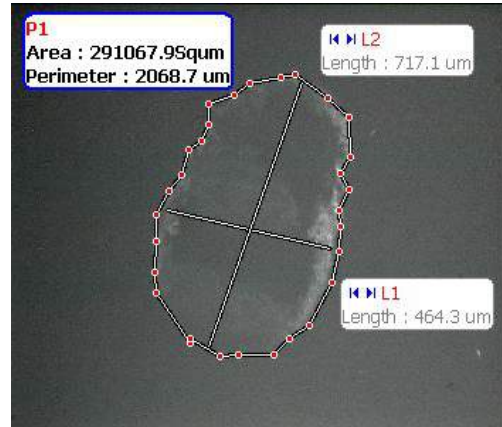 P1
Area : 291067.9Squm
Perimeter : 2068.7 um
L2
Length : 717.1 um
L1
Length : 464.3 um